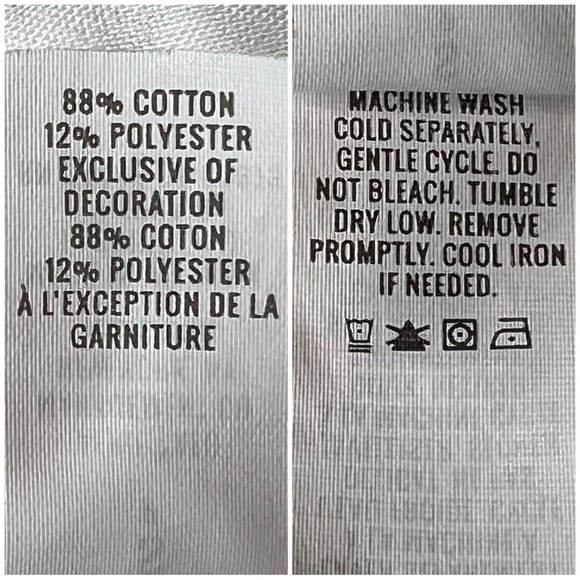 88% COTTON
12% POLYESTER
EXCLUSIVE OF
DECORATION
88% COTON
12% POLYESTER
À L'EXCEPTION DE LA
GARNITURE
MACHINE WASH
COLD SEPARATELY,
GENTLE CYCLE. DO
NOT BLEACH. TUMBLE
DRY LOW. REMOVE
PROMPTLY. COOL IRON
IF NEEDED.